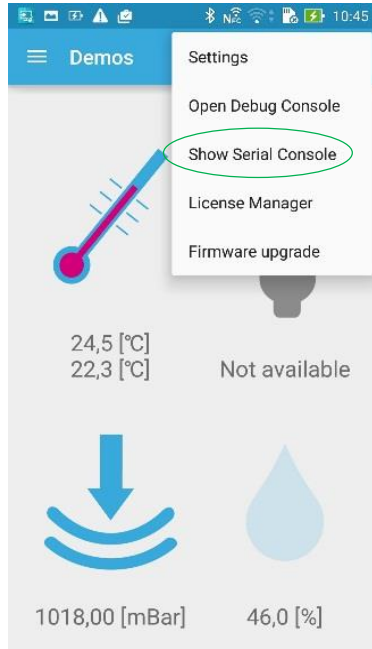 10:45
Demos
Settings
Open Debug Console
Show Serial Console
License Manager
Firmware upgrade
24,5 [°C]
22,3 [°C]
Not available
1018,00 [mBar]
46,0 [%]